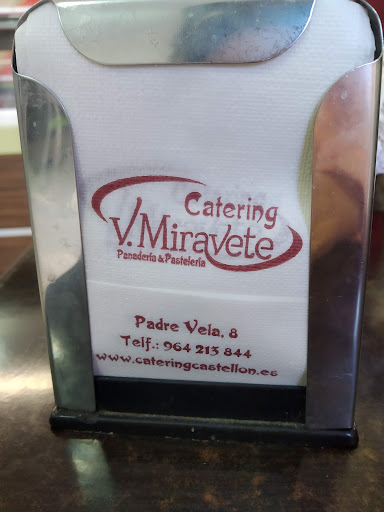 Catering
V.Miravete
Panadería & Pastelería
Padre Vela, 8
Telf.: 964 213 844
www.cateringcastellon.es